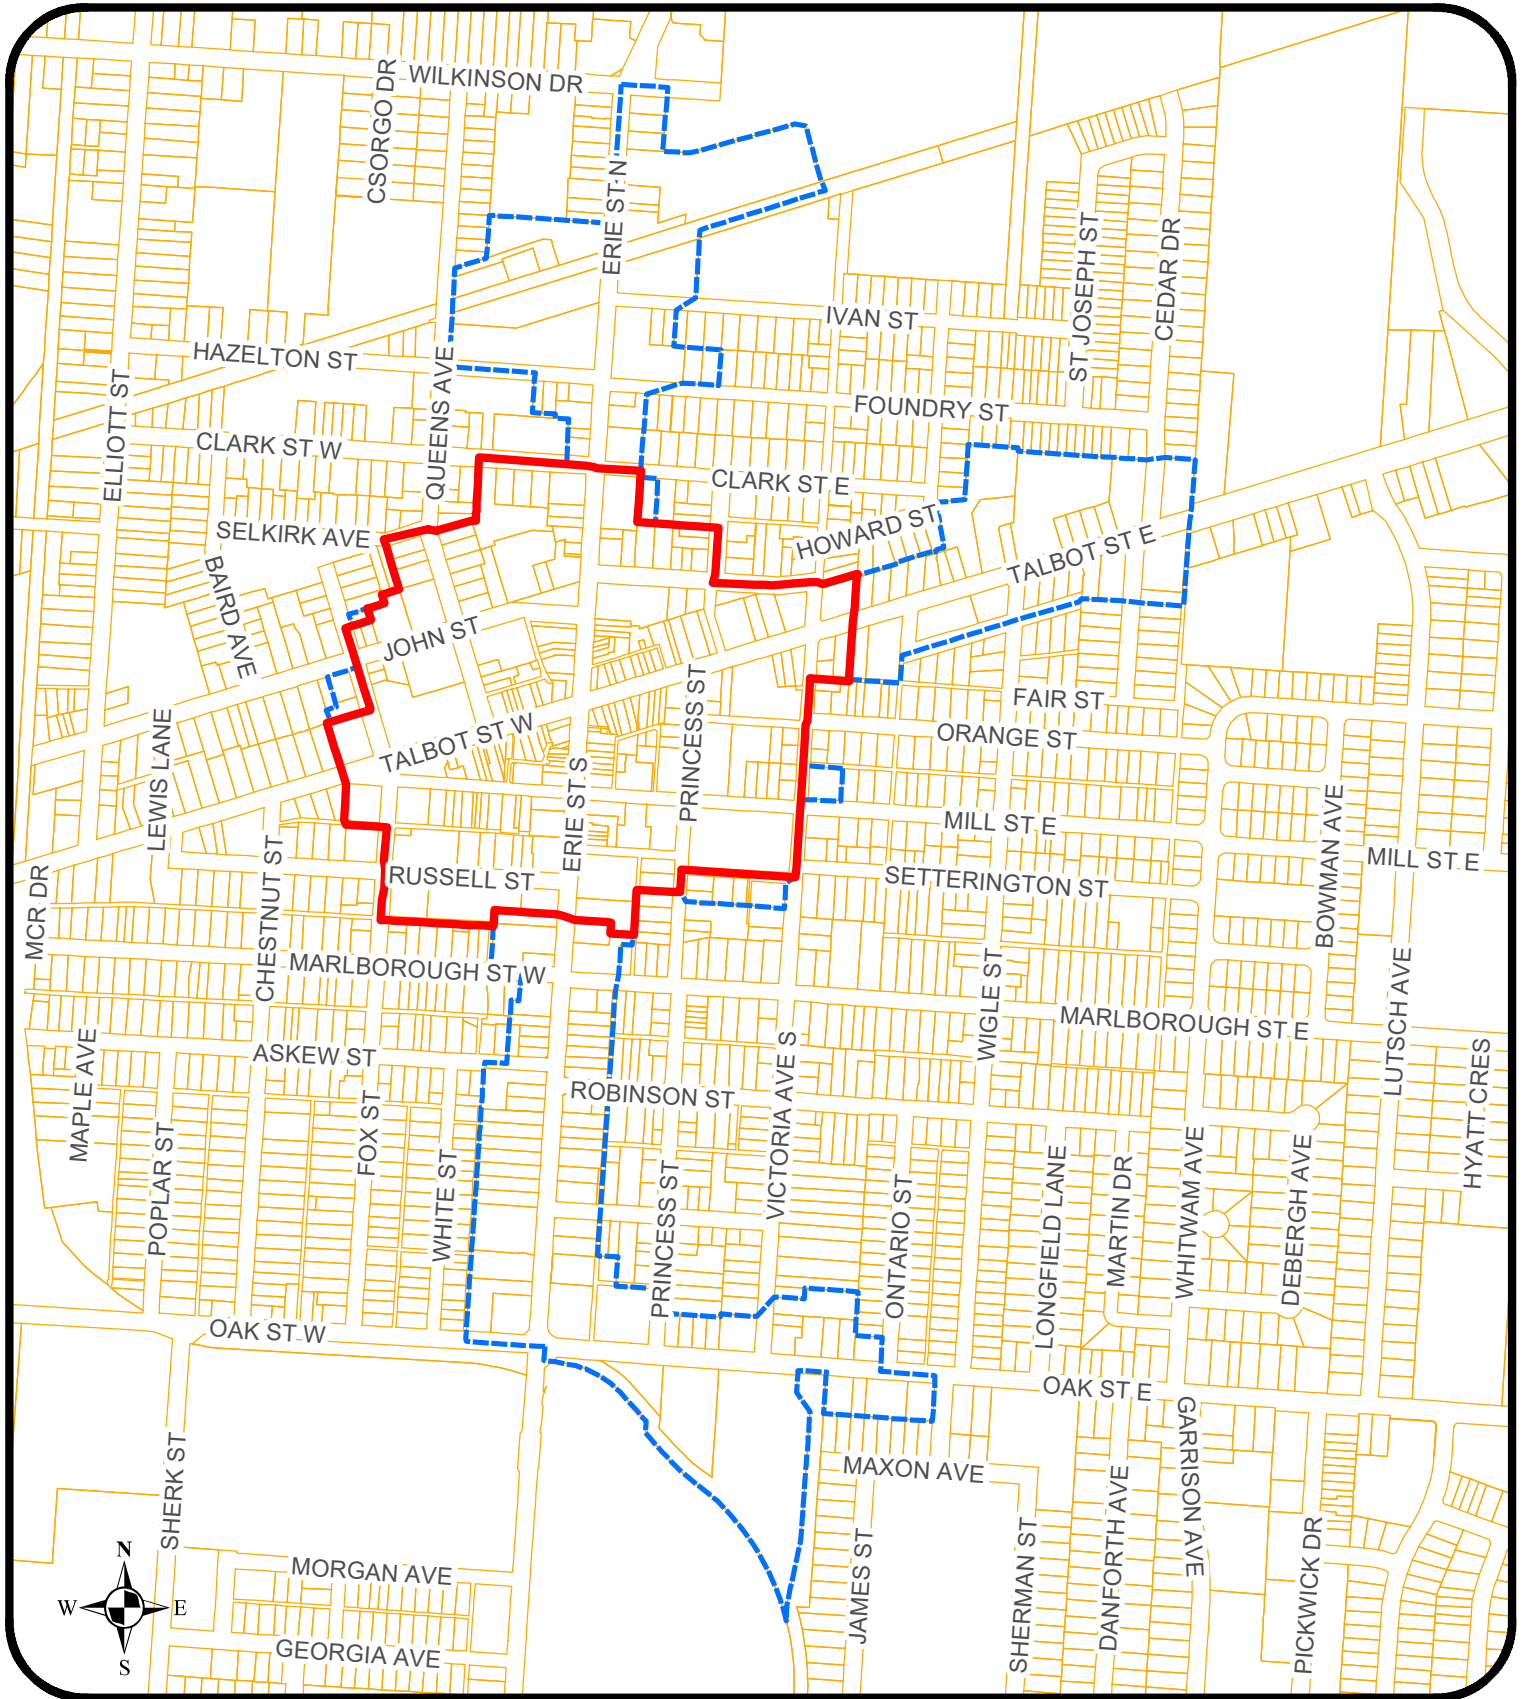 WILKINSON DR
CSORGO DR
ERIE ST N
ST JOSEPH ST
CEDAR DR
IVAN ST
HAZELTON ST
QUEENS AVE
ELLIOTT ST
FOUNDRY ST
CLARK ST W
CLARK ST E
SELKIRK AVE
HOWARD ST
TALBOT ST E
BAIRD AVE
JOHN ST
PRINCESS ST
FAIR ST
ORANGE ST
TALBOT ST W
LEWIS LANE
ERIE ST S
MILL ST E
BOWMAN AVE
MILL ST E
CHESTNUT ST
RUSSELL ST
SETTERINGTON ST
MCR DR
MARLBOROUGH ST W
WIGLE ST
LUTSCH AVE
MARLBOROUGH ST E
MAPLE AVE
ASKEW ST
ROBINSON ST
VICTORIA AVE S
HYATT CRES
FOX ST
POPLAR ST
WHITE ST
PRINCESS ST
ONTARIO ST
LONGFIELD LANE
MARTIN DR
WHITWAM AVE
DEBERGH AVE
OAK ST W
OAK ST E
GARRISON AVE
SHERK ST
MAXON AVE
JAMES ST
SHERMAN ST
DANFORTH AVE
PICKWICK DR
MORGAN AVE
GEORGIA AVE
N
W E
S